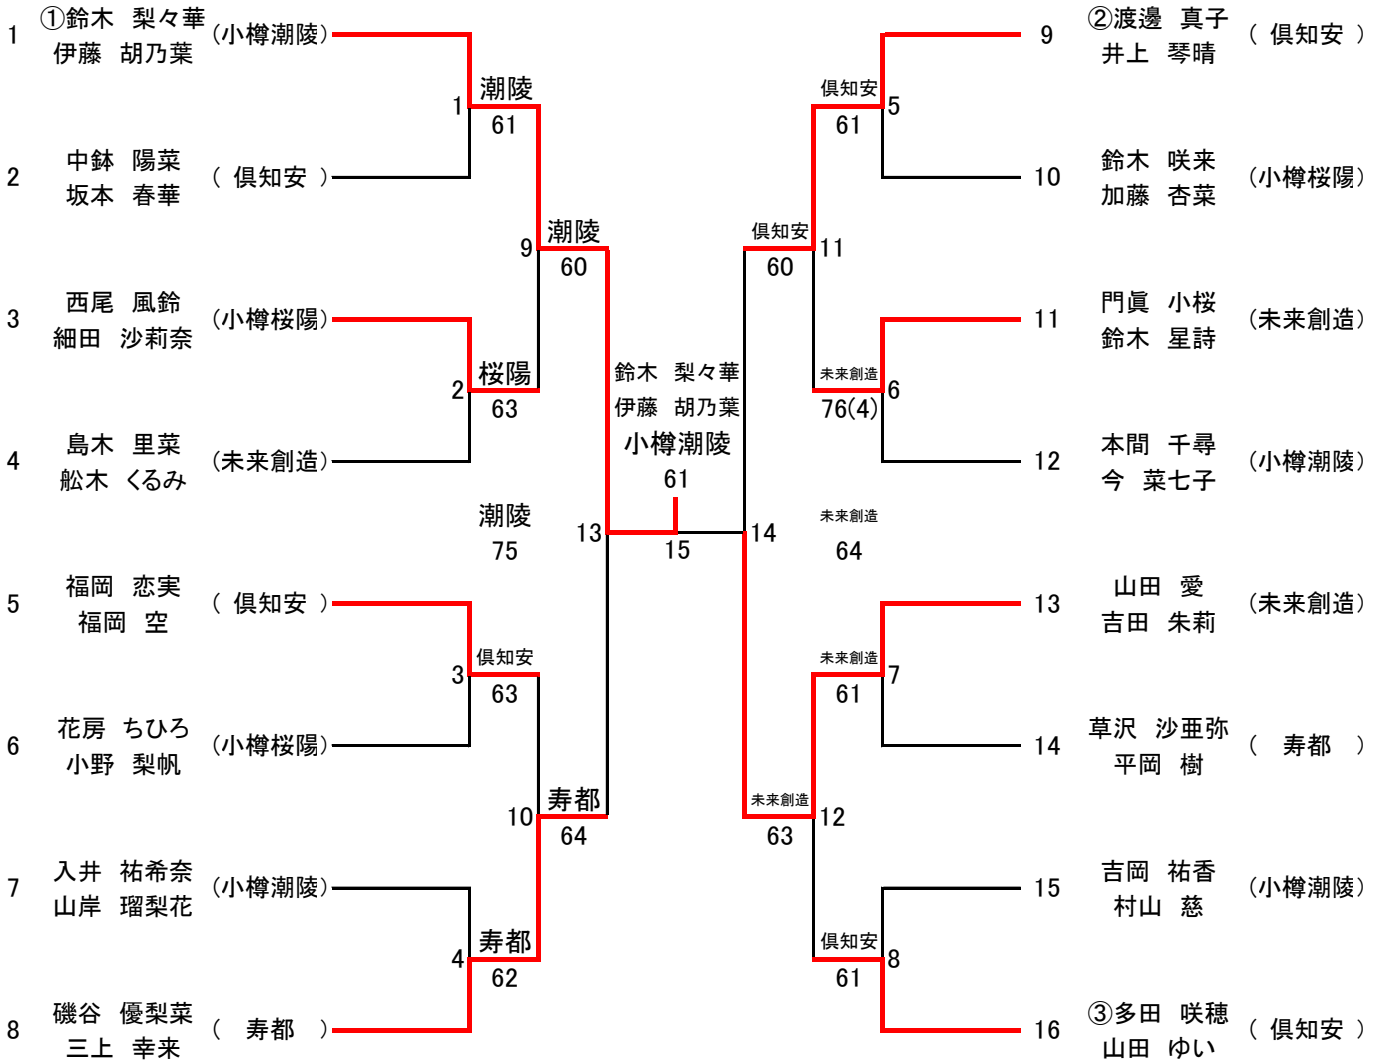 1 ①鈴木 梨々華 (小樽潮陵)
伊藤 胡乃葉
1 潮陵
61
2 中鉢 陽菜 ( 倶知安 )
坂本 春華
9 潮陵
60
3 西尾 風鈴 (小樽桜陽)
細田 沙莉奈
2 桜陽
63
4 島木 里菜 (未来創造)
舩木 くるみ
潮陵
75
13
5 福岡 恋実 ( 倶知安 )
福岡 空
3 倶知安
63
6 花房 ちひろ (小樽桜陽)
小野 梨帆
10 寿都
64
7 入井 祐希奈 (小樽潮陵)
山岸 瑠梨花
4 寿都
62
8 磯谷 優梨菜 ( 寿都 )
三上 幸来
鈴木 梨々華
伊藤 胡乃葉
小樽潮陵
61
15
9 ②渡邊 真子 ( 倶知安 )
井上 琴晴
倶知安 5
61
10 鈴木 咲来 (小樽桜陽)
加藤 杏菜
倶知安 11
60
11 門眞 小桜 (未来創造)
鈴木 星詩
未来創造 6
76(4)
12 本間 千尋 (小樽潮陵)
今 菜七子
14 未来創造
64
13 山田 愛 (未来創造)
吉田 朱莉
未来創造 7
61
14 草沢 沙亜弥 ( 寿都 )
平岡 樹
未来創造 12
63
15 吉岡 祐香 (小樽潮陵)
村山 慈
倶知安 8
61
16 ③多田 咲穂 ( 倶知安 )
山田 ゆい